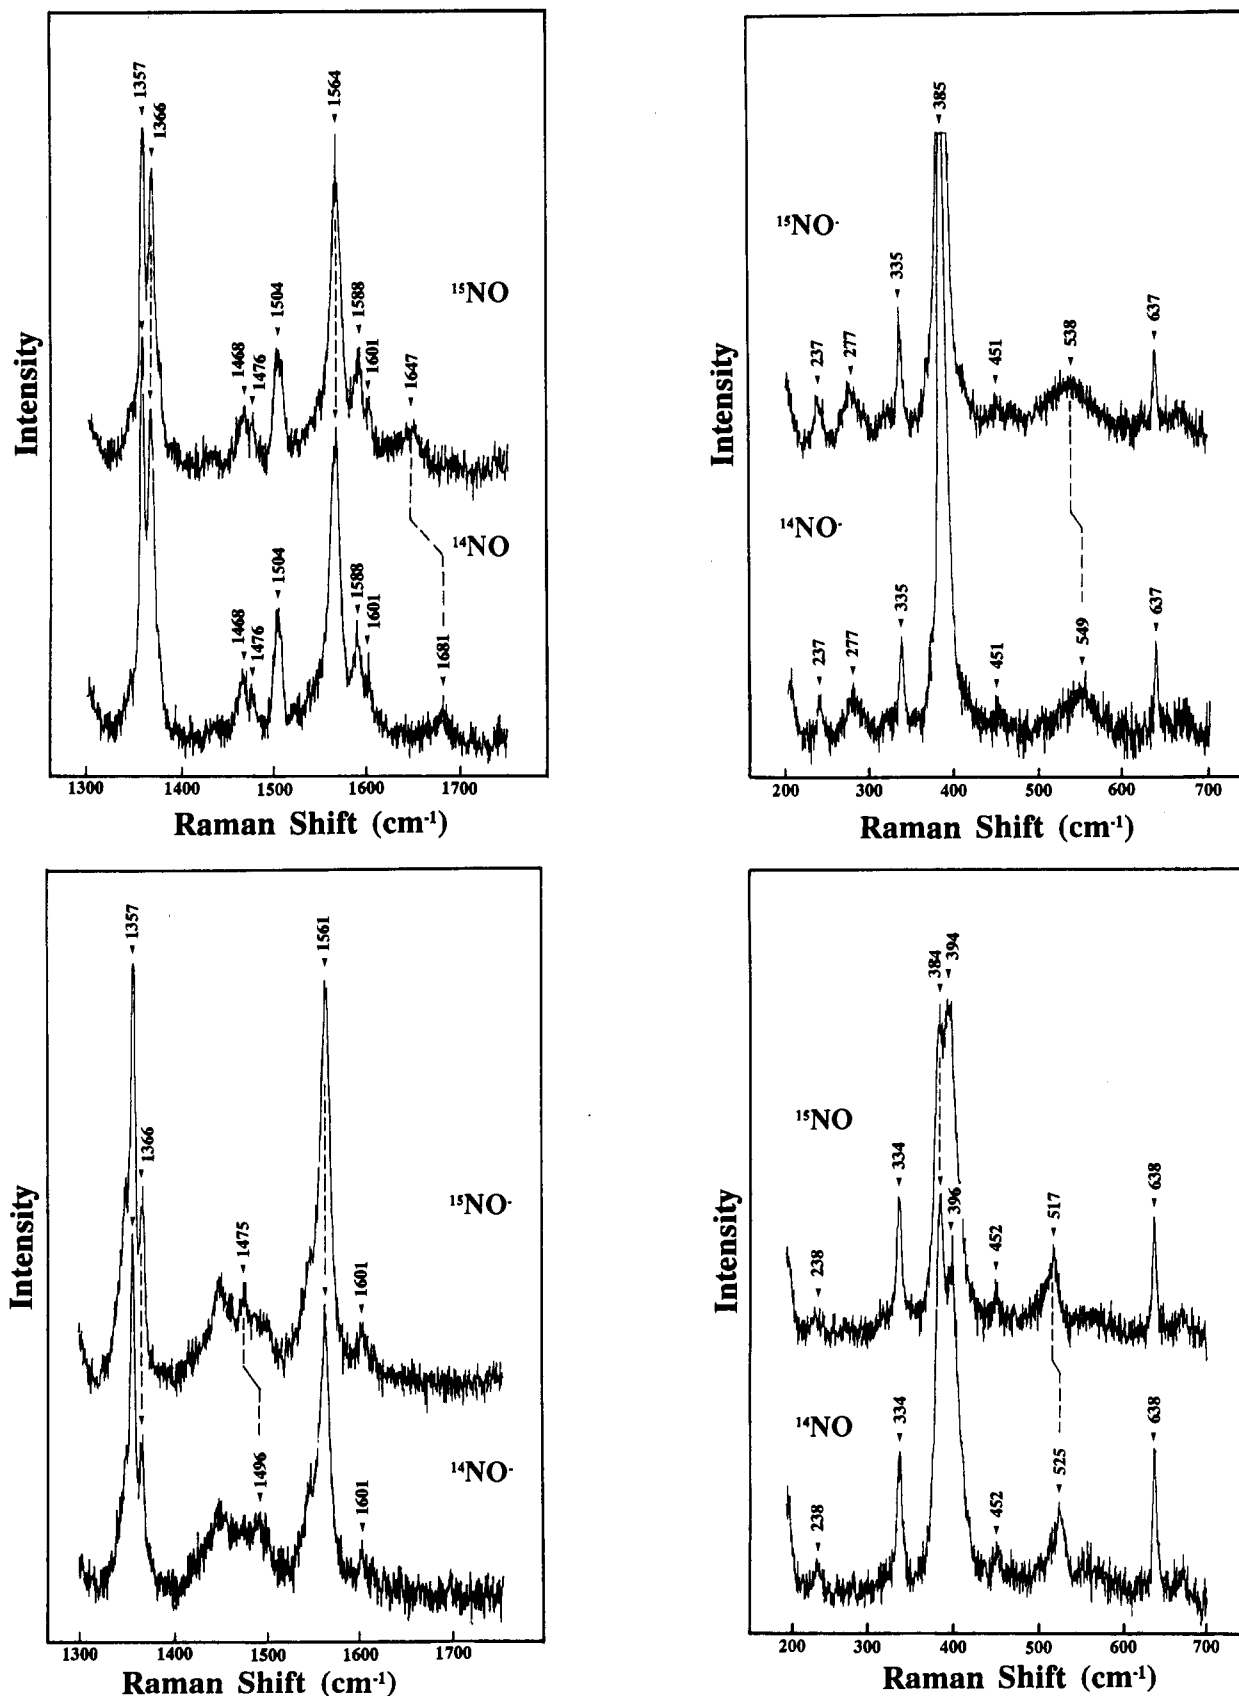 1357
1366
1564
¹⁵NO
1504
1588
1468
1476
1601
1647
¹⁴NO
1504
1468
1476
1588
1601
1681
Intensity
1300 1400 1500 1600 1700
Raman Shift (cm⁻¹)
385
¹⁵NO·
335
237
277
451
538
637
¹⁴NO·
335
237
277
451
549
637
Intensity
200 300 400 500 600 700
Raman Shift (cm⁻¹)
1357
1561
1366
¹⁵NO·
1475
1601
¹⁴NO·
1496
1601
Intensity
1300 1400 1500 1600 1700
Raman Shift (cm⁻¹)
384
394
¹⁵NO
334
396
517
638
238
452
¹⁴NO
334
525
638
238
452
Intensity
200 300 400 500 600 700
Raman Shift (cm⁻¹)